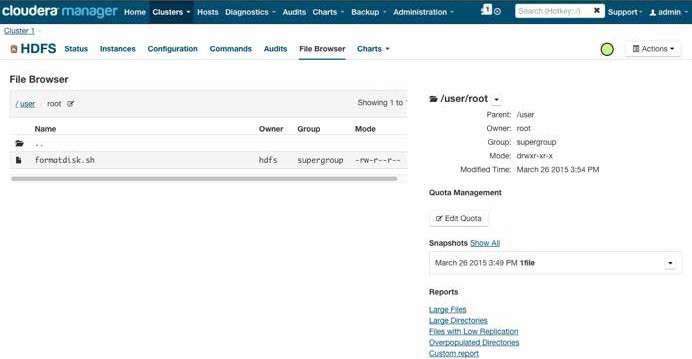 cloudera manager Home Clusters Hosts Diagnostics Audits Charts Backup Administration 1 Search (Hotkey: /) Support admin
Cluster 1
HDFS Status Instances Configuration Commands Audits File Browser Charts Actions
File Browser
/ user / root Showing 1 to
Name Owner Group Mode
..
formatdisk.sh hdfs supergroup -rw-r--r--
/user/root
Parent: /user
Owner: root
Group: supergroup
Mode: drwxr-xr-x
Modified Time: March 26 2015 3:54 PM
Quota Management
Edit Quota
Snapshots Show All
March 26 2015 3:49 PM 1file
Reports
Large Files
Large Directories
Files with Low Replication
Overpopulated Directories
Custom report